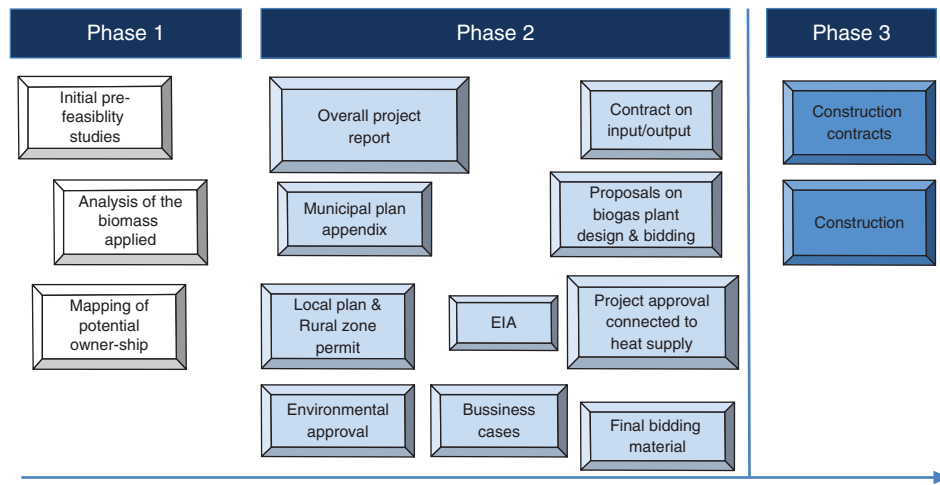 Phase 1
Phase 2
Phase 3
Initial pre-
feasiblity
studies
Analysis of the
biomass
applied
Mapping of
potential
owner-ship
Overall project
report
Contract on
input/output
Municipal plan
appendix
Proposals on
biogas plant
design & bidding
Local plan &
Rural zone
permit
EIA
Project approval
connected to
heat supply
Environmental
approval
Bussiness
cases
Final bidding
material
Construction
contracts
Construction